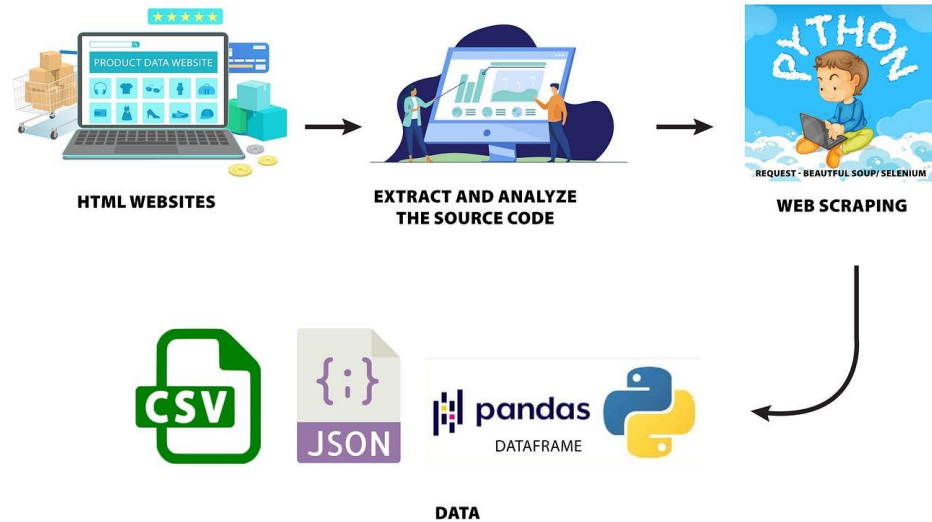 PRODUCT DATA WEBSITE
HTML WEBSITES
EXTRACT AND ANALYZE
THE SOURCE CODE
PYTHON
REQUEST - BEAUTFUL SOUP/ SELENIUM
WEB SCRAPING
CSV
{;}
JSON
pandas
DATAFRAME
DATA